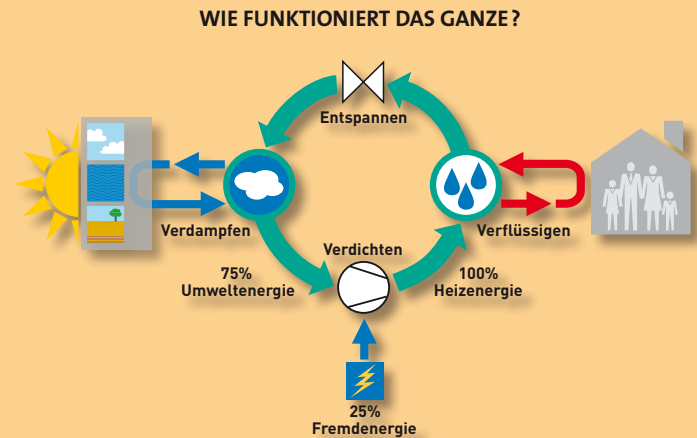 WIE FUNKTIONIERT DAS GANZE?
Entspannen
Verdampfen
Verflüssigen
Verdichten
75%
Umweltenergie
100%
Heizenergie
25%
Fremdenergie